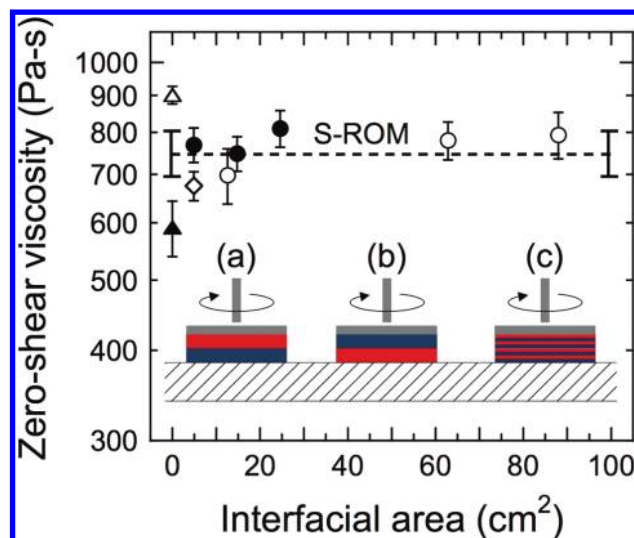 Zero-shear viscosity (Pa-s)
1000
900
800
700
600
500
400
300
S-ROM
(a) (b) (c)
0 20 40 60 80 100
Interfacial area (cm²)